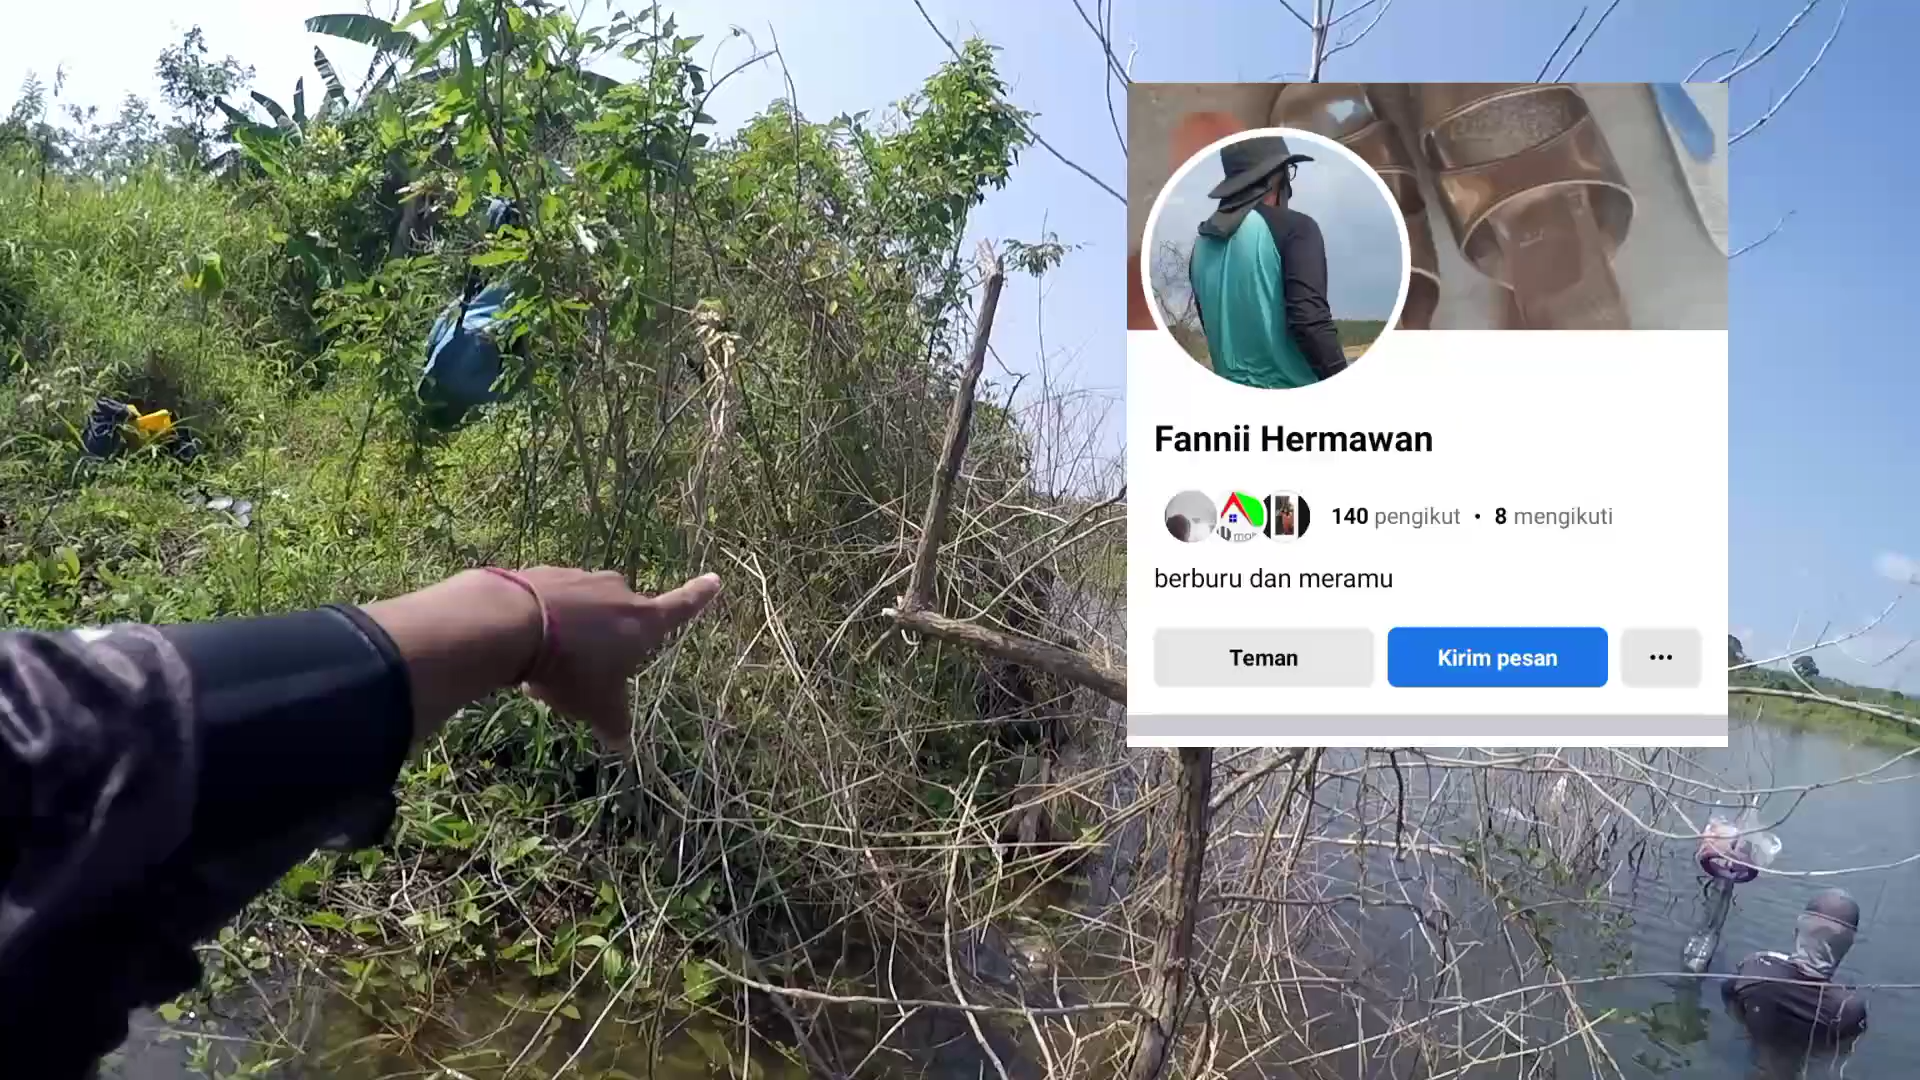 Fannii Hermawan
140 pengikut • 8 mengikuti
berburu dan meramu
Teman
Kirim pesan